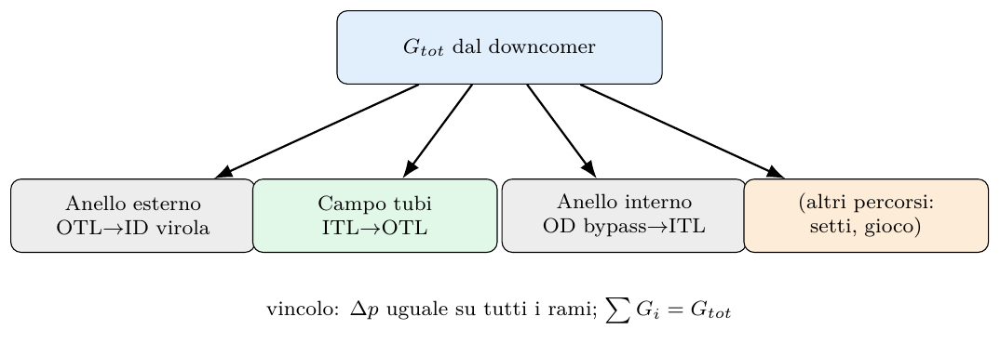 G_tot dal downcomer
Anello esterno
OTL→ID virola
Campo tubi
ITL→OTL
Anello interno
OD bypass→ITL
(altri percorsi:
setti, gioco)
vincolo: Δp uguale su tutti i rami; ∑ G_i = G_tot